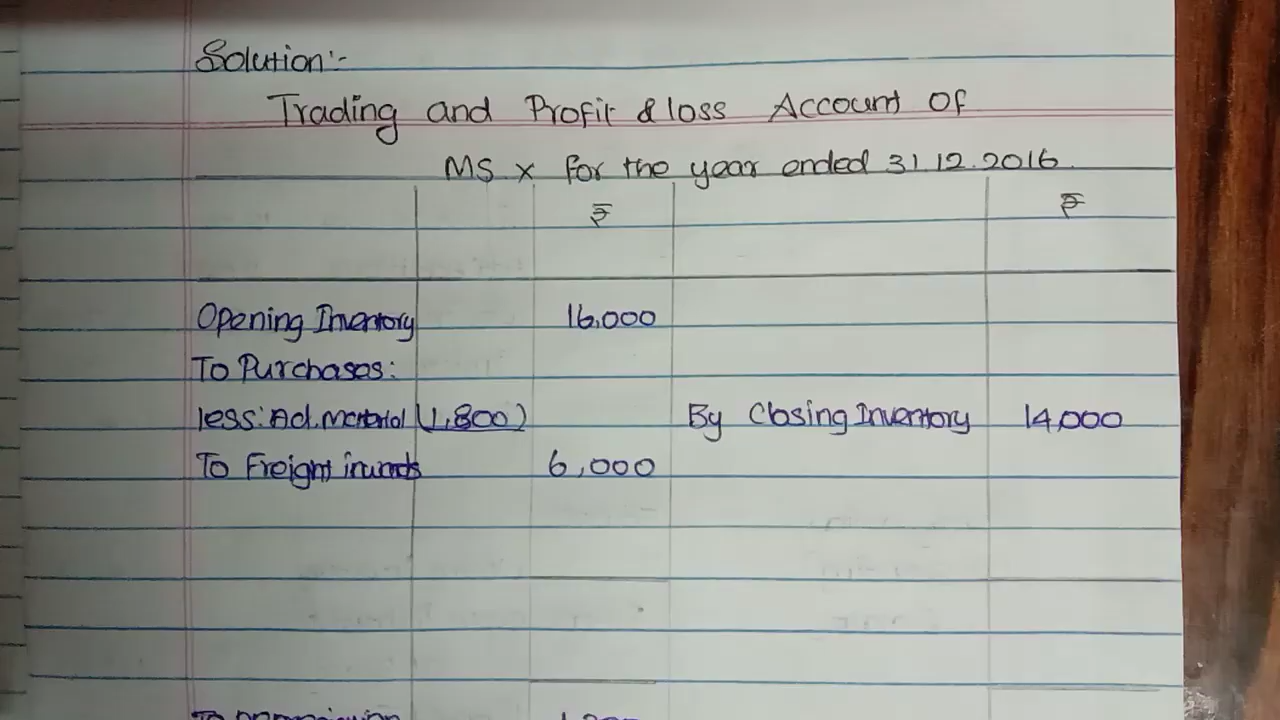 Solution:-
Trading and Profit & loss Account Of
MS X for the year ended 31.12.2016
₹ ₹
Opening Inventory 16,000
To Purchases:
less: Ad. Material (1,800) By Closing Inventory 14,000
To Freight inwards 6,000